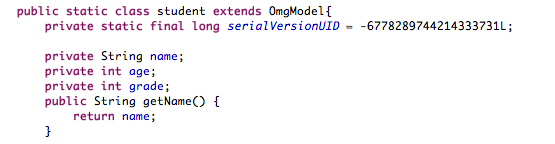 public static class student extends OmgModel{
private static final long serialVersionUID = -6778289744214333731L;
private String name;
private int age;
private int grade;
public String getName() {
return name;
}